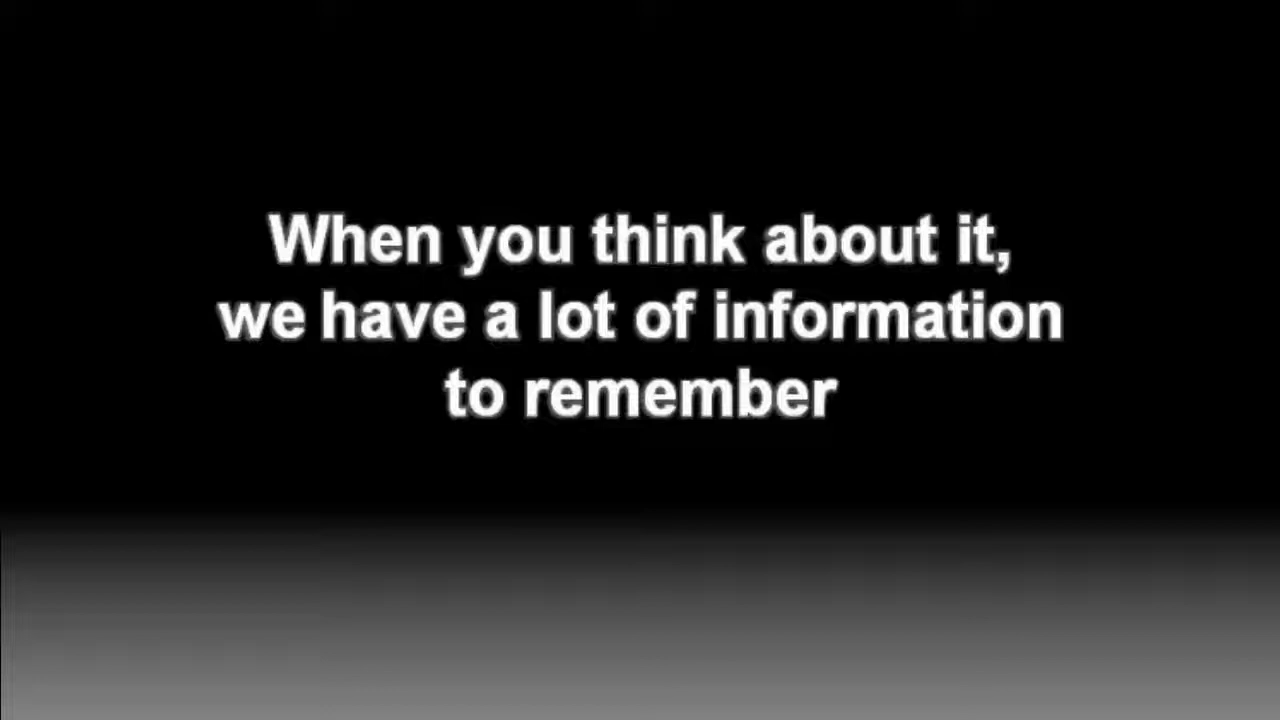 When you think about it,
we have a lot of information
to remember